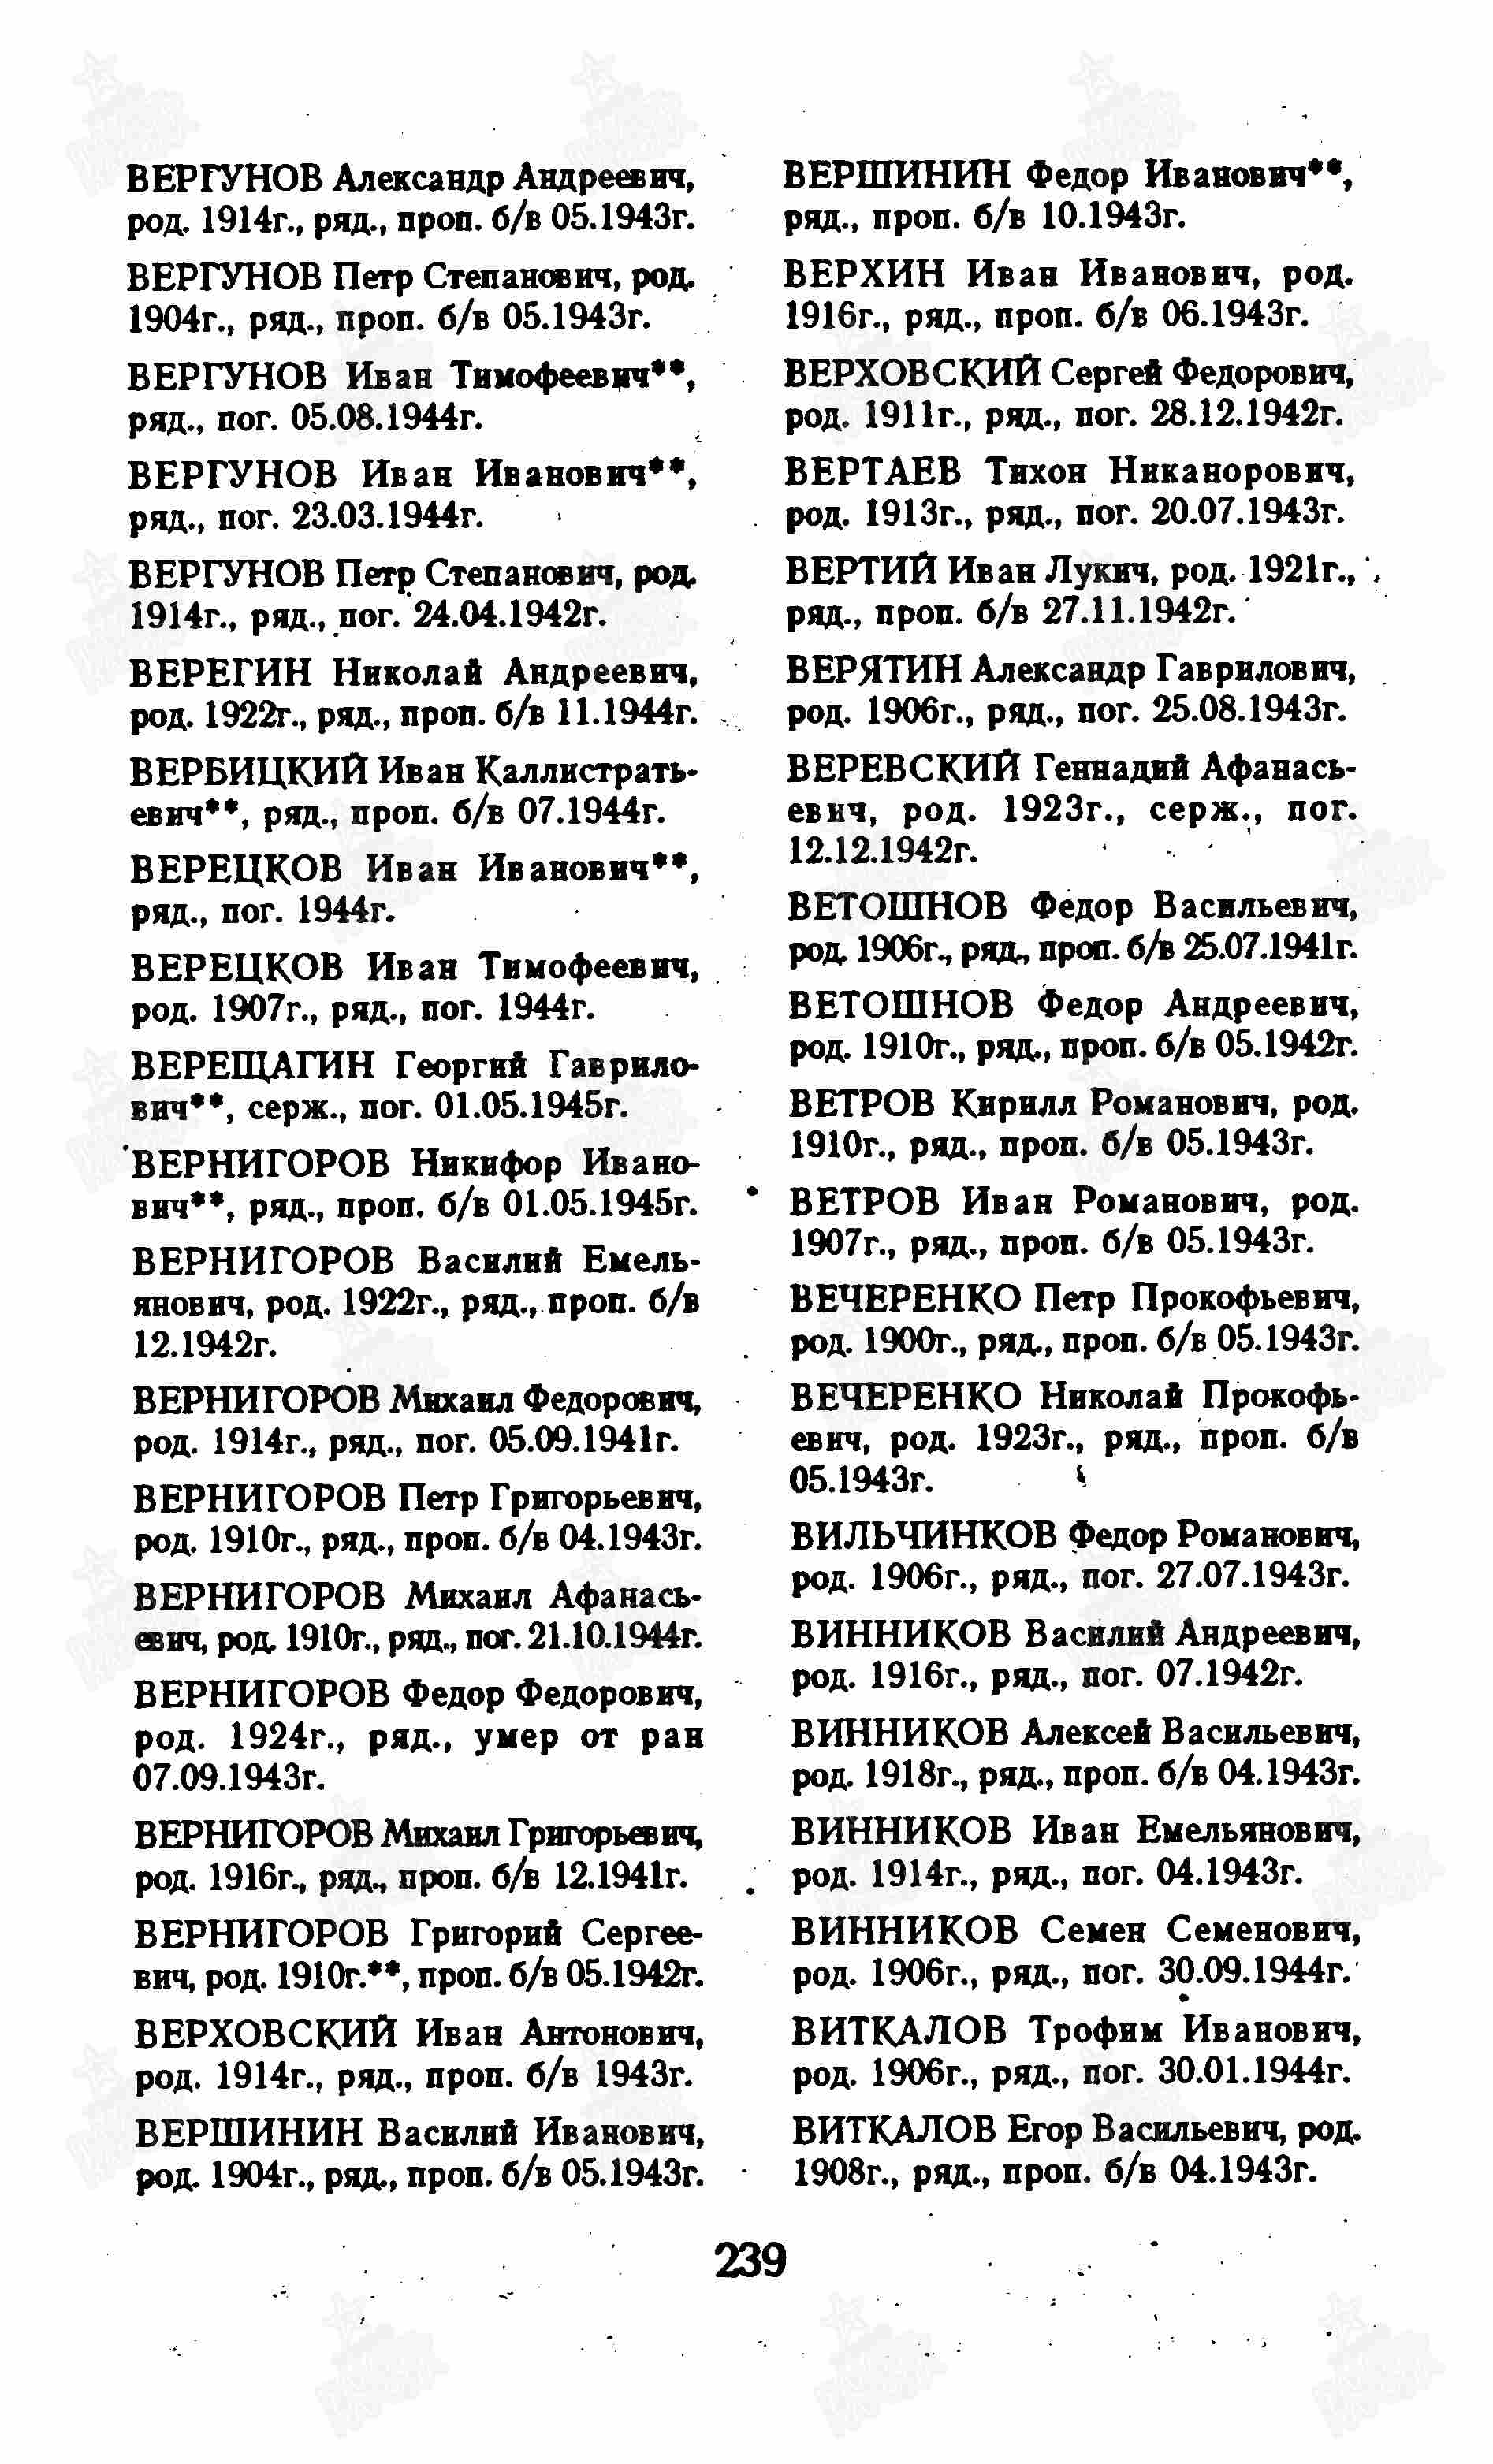 ВЕРГУНОВ Александр Андреевич,
род. 1914г., ряд., проп. б/в 05.1943г.
ВЕРГУНОВ Петр Степанович, род.
1904г., ряд., проп. б/в 05.1943г.
ВЕРГУНОВ Иван Тимофеевич**,
ряд., пог. 05.08.1944г.
ВЕРГУНОВ Иван Иванович**,
ряд., пог. 23.03.1944г.
ВЕРГУНОВ Петр Степанович, род.
1914г., ряд., пог. 24.04.1942г.
ВЕРЕГИН Николай Андреевич,
род. 1922г., ряд., проп. б/в 11.1944г.
ВЕРБИЦКИЙ Иван Каллистрать-
евич**, ряд., проп. б/в 07.1944г.
ВЕРЕЦКОВ Иван Иванович**,
ряд., пог. 1944г.
ВЕРЕЦКОВ Иван Тимофеевич,
род. 1907г., ряд., пог. 1944г.
ВЕРЕЩАГИН Георгий Гаврило-
вич**, серж., пог. 01.05.1945г.
ВЕРНИГОРОВ Никифор Ивано-
вич**, ряд., проп. б/в 01.05.1945г.
ВЕРНИГОРОВ Василий Емель-
янович, род. 1922г., ряд., проп. б/в
12.1942г.
ВЕРНИГОРОВ Михаил Федорович,
род. 1914г., ряд., пог. 05.09.1941г.
ВЕРНИГОРОВ Петр Григорьевич,
род. 1910г., ряд., проп. б/в 04.1943г.
ВЕРНИГОРОВ Михаил Афанась-
евич, род. 1910г., ряд., пог. 21.10.1944г.
ВЕРНИГОРОВ Федор Федорович,
род. 1924г., ряд., умер от ран
07.09.1943г.
ВЕРНИГОРОВ Михаил Григорьевич,
род. 1916г., ряд., проп. б/в 12.1941г.
ВЕРНИГОРОВ Григорий Сергее-
вич, род. 1910г.**, проп. б/в 05.1942г.
ВЕРХОВСКИЙ Иван Антонович,
род. 1914г., ряд., проп. б/в 1943г.
ВЕРШИНИН Василий Иванович,
род. 1904г., ряд., проп. б/в 05.1943г.
ВЕРШИНИН Федор Иванович**,
ряд., проп. б/в 10.1943г.
ВЕРХИН Иван Иванович, род.
1916г., ряд., проп. б/в 06.1943г.
ВЕРХОВСКИЙ Сергей Федорович,
род. 1911г., ряд., пог. 28.12.1942г.
ВЕРТАЕВ Тихон Никанорович,
род. 1913г., ряд., пог. 20.07.1943г.
ВЕРТИЙ Иван Лукич, род. 1921г.,
ряд., проп. б/в 27.11.1942г.
ВЕРЯТИН Александр Гаврилович,
род. 1906г., ряд., пог. 25.08.1943г.
ВЕРЕВСКИЙ Геннадий Афанась-
евич, род. 1923г., серж., пог.
12.12.1942г.
ВЕТОШНОВ Федор Васильевич,
род. 1906г., ряд., проп. б/в 25.07.1941г.
ВЕТОШНОВ Федор Андреевич,
род. 1910г., ряд., проп. б/в 05.1942г.
ВЕТРОВ Кирилл Романович, род.
1910г., ряд., проп. б/в 05.1943г.
ВЕТРОВ Иван Романович, род.
1907г., ряд., проп. б/в 05.1943г.
ВЕЧЕРЕНКО Петр Прокофьевич,
род. 1900г., ряд., проп. б/в 05.1943г.
ВЕЧЕРЕНКО Николай Прокофь-
евич, род. 1923г., ряд., проп. б/в
05.1943г.
ВИЛЬЧИНКОВ Федор Романович,
род. 1906г., ряд., пог. 27.07.1943г.
ВИННИКОВ Василий Андреевич,
род. 1916г., ряд., пог. 07.1942г.
ВИННИКОВ Алексей Васильевич,
род. 1918г., ряд., проп. б/в 04.1943г.
ВИННИКОВ Иван Емельянович,
род. 1914г., ряд., пог. 04.1943г.
ВИННИКОВ Семен Семенович,
род. 1906г., ряд., пог. 30.09.1944г.
ВИТКАЛОВ Трофим Иванович,
род. 1906г., ряд., пог. 30.01.1944г.
ВИТКАЛОВ Егор Васильевич, род.
1908г., ряд., проп. б/в 04.1943г.
239